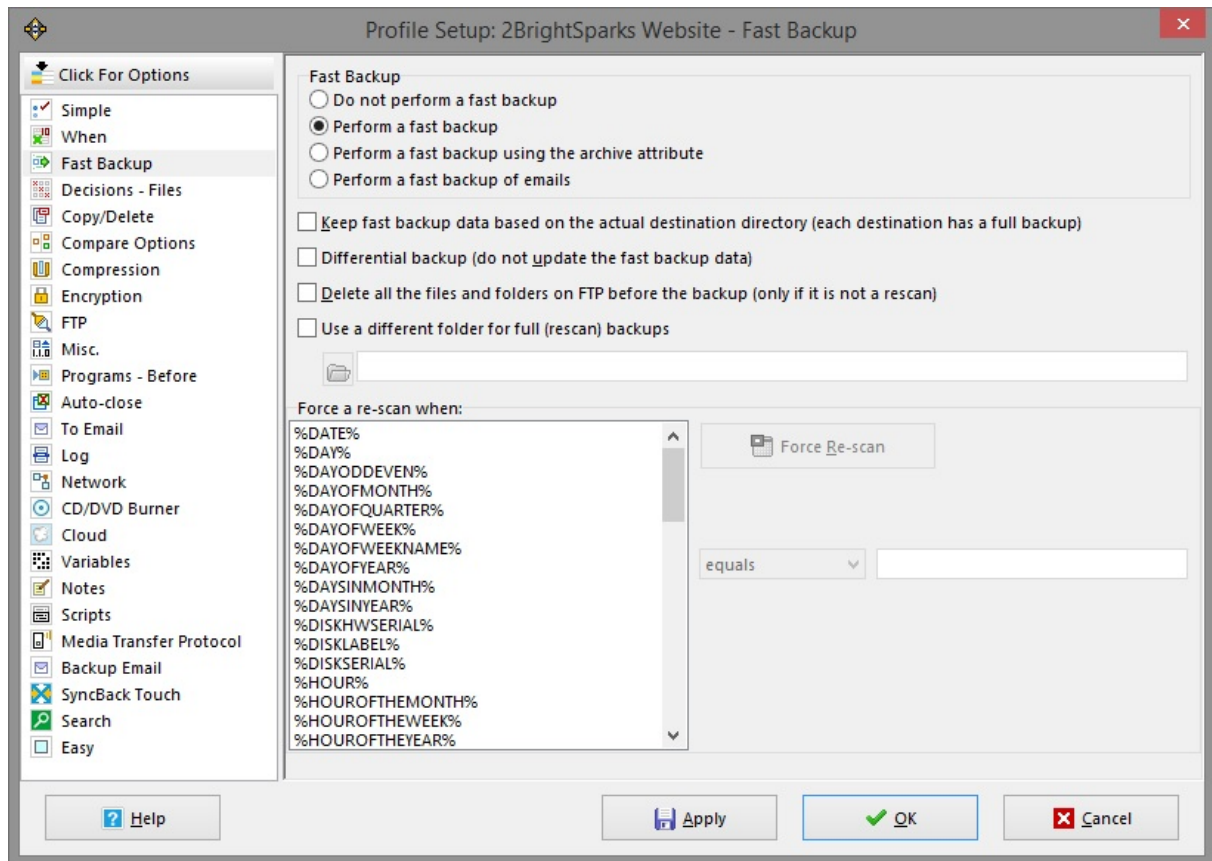 Profile Setup: 2BrightSparks Website - Fast Backup
Click For Options
Simple
When
Fast Backup
Decisions - Files
Copy/Delete
Compare Options
Compression
Encryption
FTP
Misc.
Programs - Before
Auto-close
To Email
Log
Network
CD/DVD Burner
Cloud
Variables
Notes
Scripts
Media Transfer Protocol
Backup Email
SyncBack Touch
Search
Easy
Fast Backup
Do not perform a fast backup
Perform a fast backup
Perform a fast backup using the archive attribute
Perform a fast backup of emails
Keep fast backup data based on the actual destination directory (each destination has a full backup)
Differential backup (do not update the fast backup data)
Delete all the files and folders on FTP before the backup (only if it is not a rescan)
Use a different folder for full (rescan) backups
Force a re-scan when:
%DATE%
%DAY%
%DAYODDEVEN%
%DAYOFMONTH%
%DAYOFQUARTER%
%DAYOFWEEK%
%DAYOFWEEKNAME%
%DAYOFYEAR%
%DAYSINMONTH%
%DAYSINYEAR%
%DISKHWSERIAL%
%DISKLABEL%
%DISKSERIAL%
%HOUR%
%HOUROFTHEMONTH%
%HOUROFTHEWEEK%
%HOUROFTHEYEAR%
Force Re-scan
equals
Help
Apply
OK
Cancel